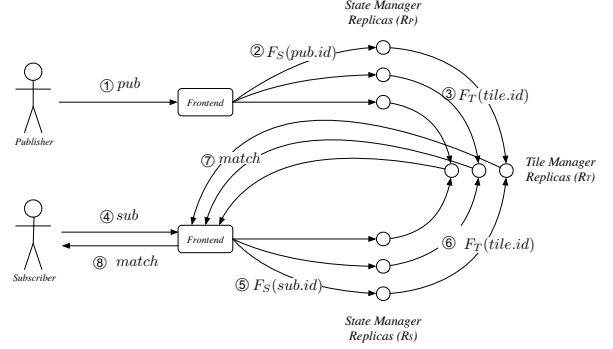 State Manager
Replicas (RP)
② FS(pub.id)
① pub
③ FT(tile.id)
Frontend
Publisher
⑦ match
Tile Manager
Replicas (RT)
④ sub
Frontend
⑥ FT(tile.id)
⑧ match
Subscriber
⑤ FS(sub.id)
State Manager
Replicas (RS)